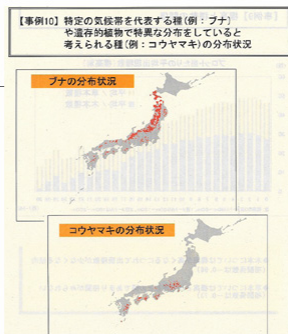 【事例10】特定の気候帯を代表する種(例：ブナ)
や遺存的植物で特異な分布をしていると
考えられる種(例：コウヤマキ)の分布状況
ブナの分布状況
コウヤマキの分布状況